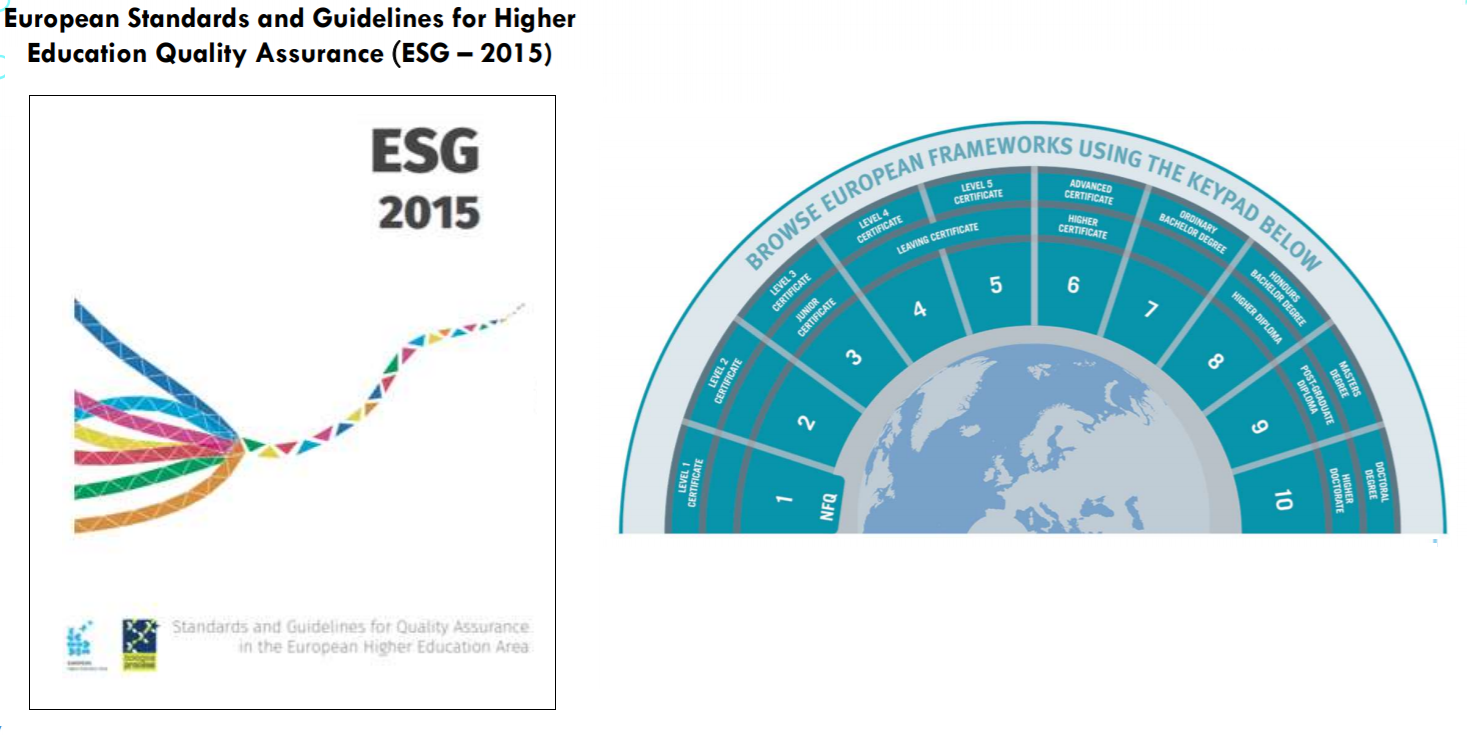 European Standards and Guidelines for Higher
Education Quality Assurance (ESG – 2015)
ESG
2015
Standards and Guidelines for Quality Assurance
in the European Higher Education Area
bologna
process
BROWSE EUROPEAN FRAMEWORKS USING THE KEYPAD BELOW
LEVEL 1
CERTIFICATE
LEVEL 2
CERTIFICATE
LEVEL 3
CERTIFICATE
JUNIOR
CERTIFICATE
LEVEL 4
CERTIFICATE
LEVEL 5
CERTIFICATE
LEAVING CERTIFICATE
ADVANCED
CERTIFICATE
HIGHER
CERTIFICATE
ORDINARY
BACHELOR DEGREE
HONOURS
BACHELOR DEGREE
HIGHER DIPLOMA
MASTERS
DEGREE
POST-GRADUATE
DIPLOMA
DOCTORAL
DEGREE
HIGHER
DOCTORATE
NFQ
1
2
3
4
5
6
7
8
9
10